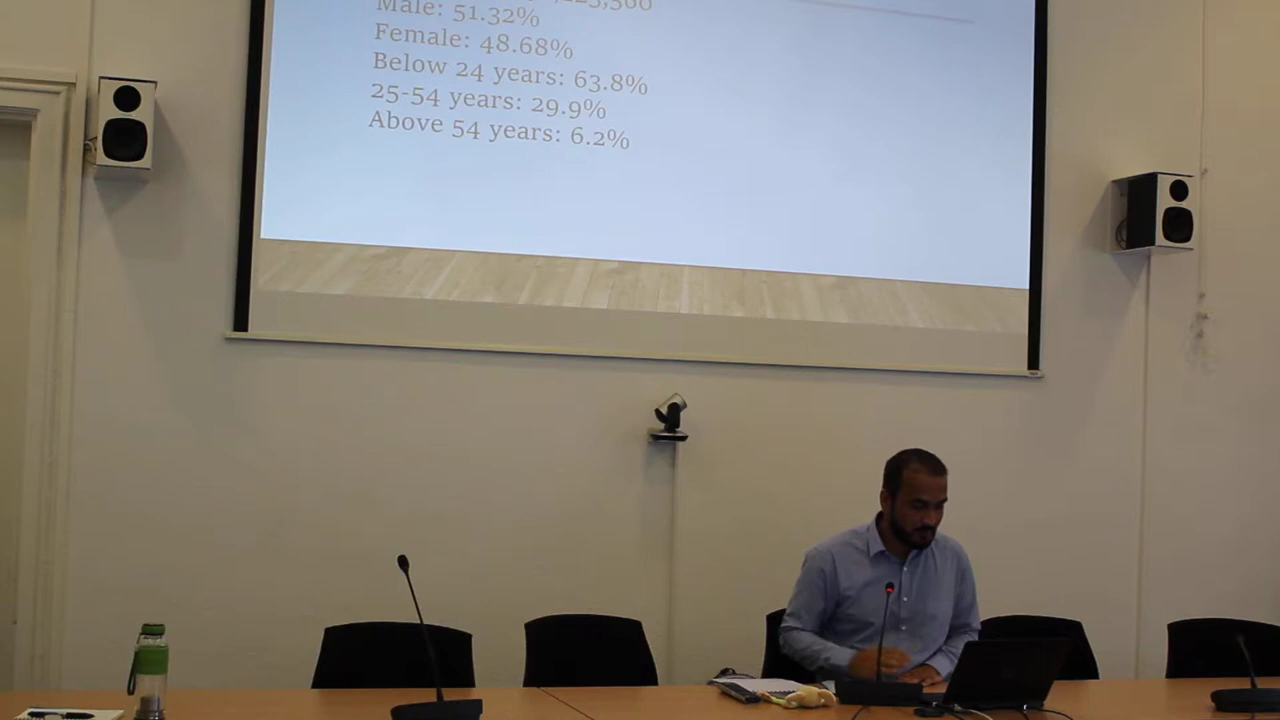 Male: 51.32%
Female: 48.68%
Below 24 years: 63.8%
25-54 years: 29.9%
Above 54 years: 6.2%